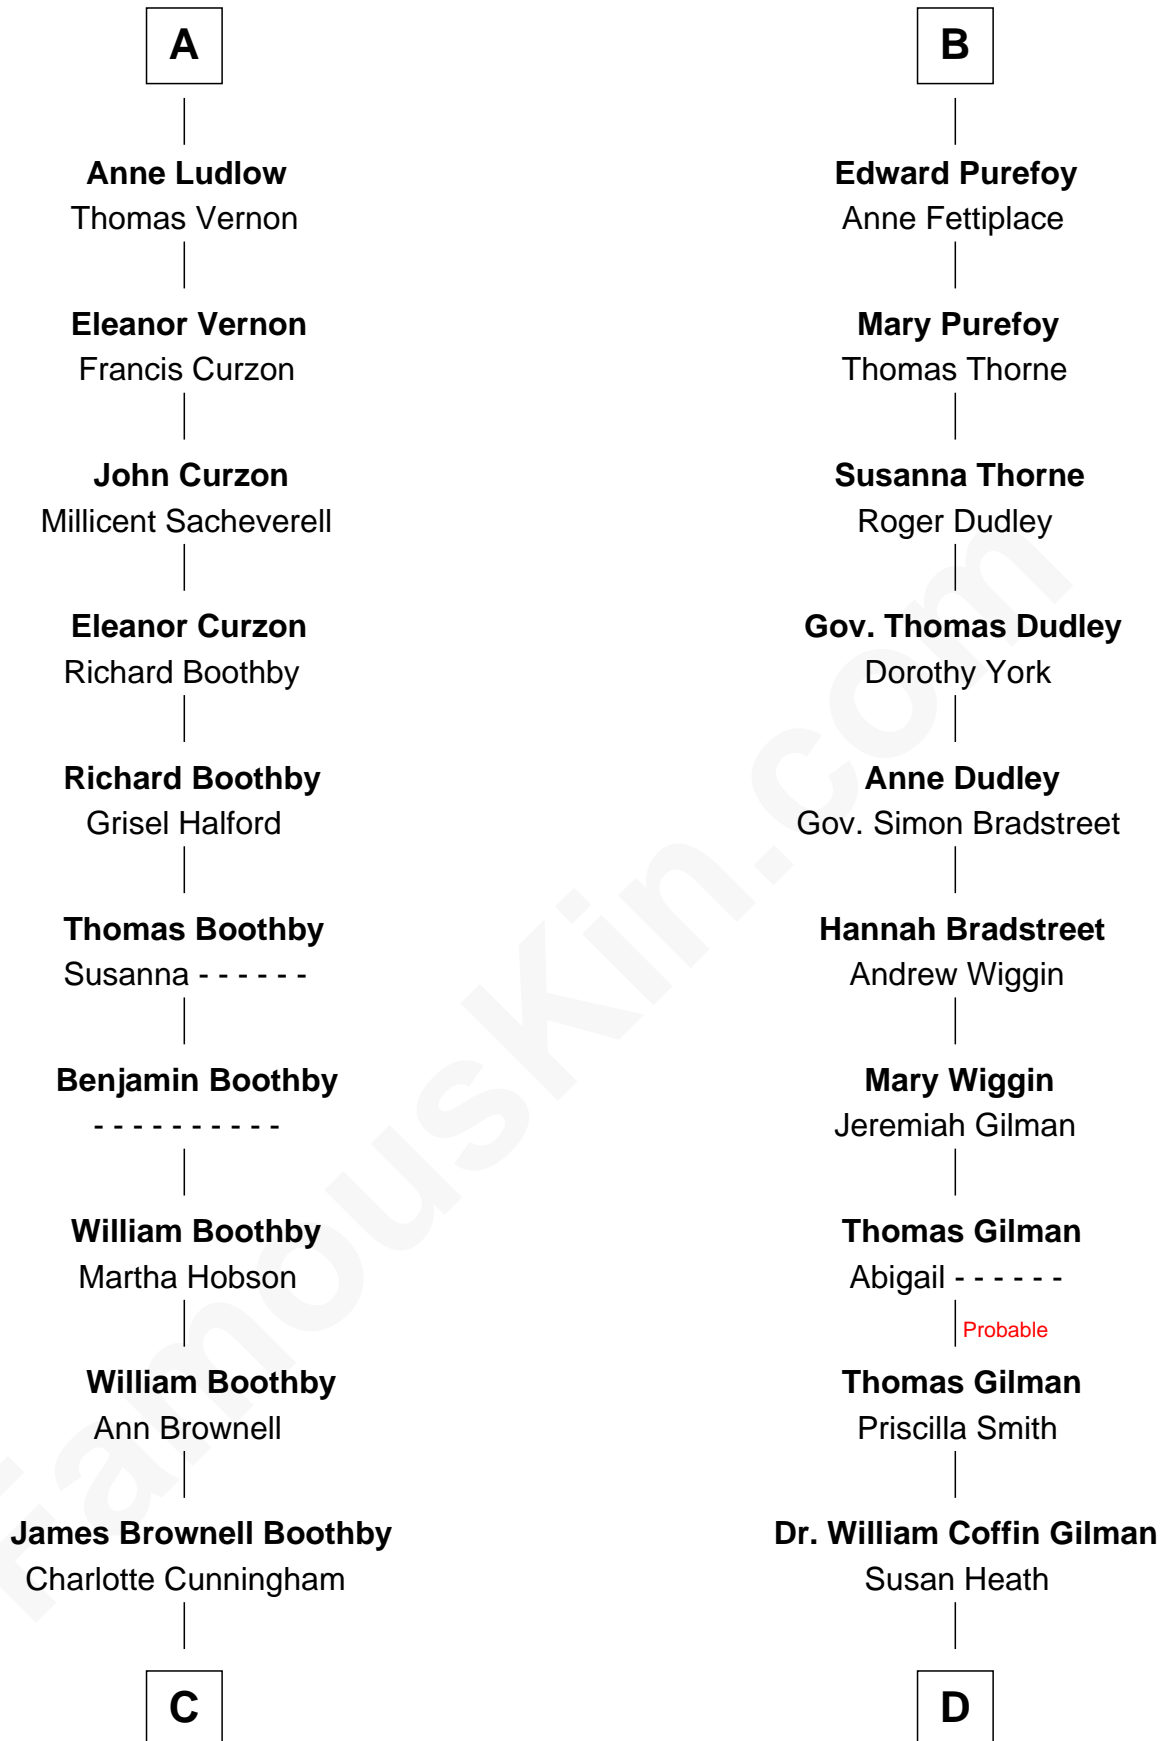 A
Anne Ludlow
Thomas Vernon
Eleanor Vernon
Francis Curzon
John Curzon
Millicent Sacheverell
Eleanor Curzon
Richard Boothby
Richard Boothby
Grisel Halford
Thomas Boothby
Susanna - - - - - -
Benjamin Boothby
- - - - - - - - - -
William Boothby
Martha Hobson
William Boothby
Ann Brownell
James Brownell Boothby
Charlotte Cunningham
C
B
Edward Purefoy
Anne Fettiplace
Mary Purefoy
Thomas Thorne
Susanna Thorne
Roger Dudley
Gov. Thomas Dudley
Dorothy York
Anne Dudley
Gov. Simon Bradstreet
Hannah Bradstreet
Andrew Wiggin
Mary Wiggin
Jeremiah Gilman
Thomas Gilman
Abigail - - - - - -
Probable
Thomas Gilman
Priscilla Smith
Dr. William Coffin Gilman
Susan Heath
D
FamousKin.com